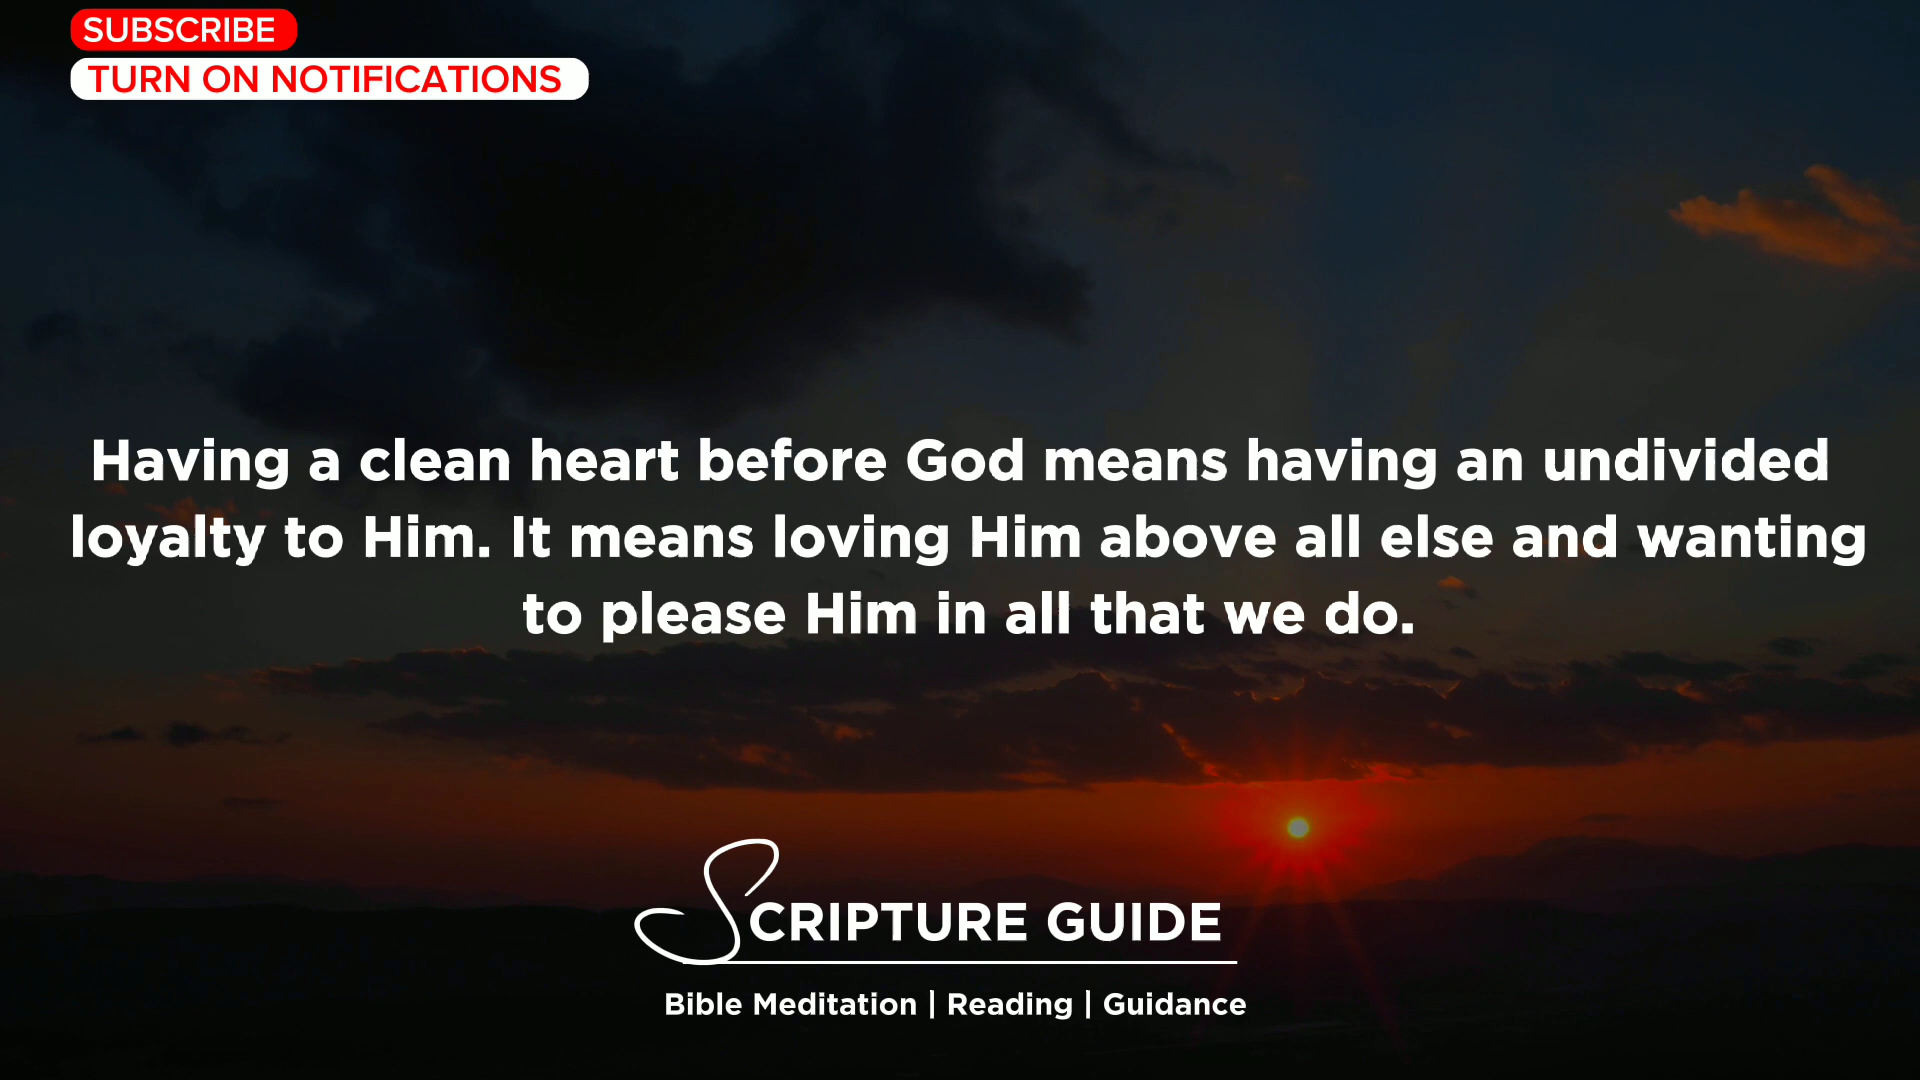 SUBSCRIBE
TURN ON NOTIFICATIONS
Having a clean heart before God means having an undivided
loyalty to Him. It means loving Him above all else and wanting
to please Him in all that we do.
SCRIPTURE GUIDE
Bible Meditation | Reading | Guidance